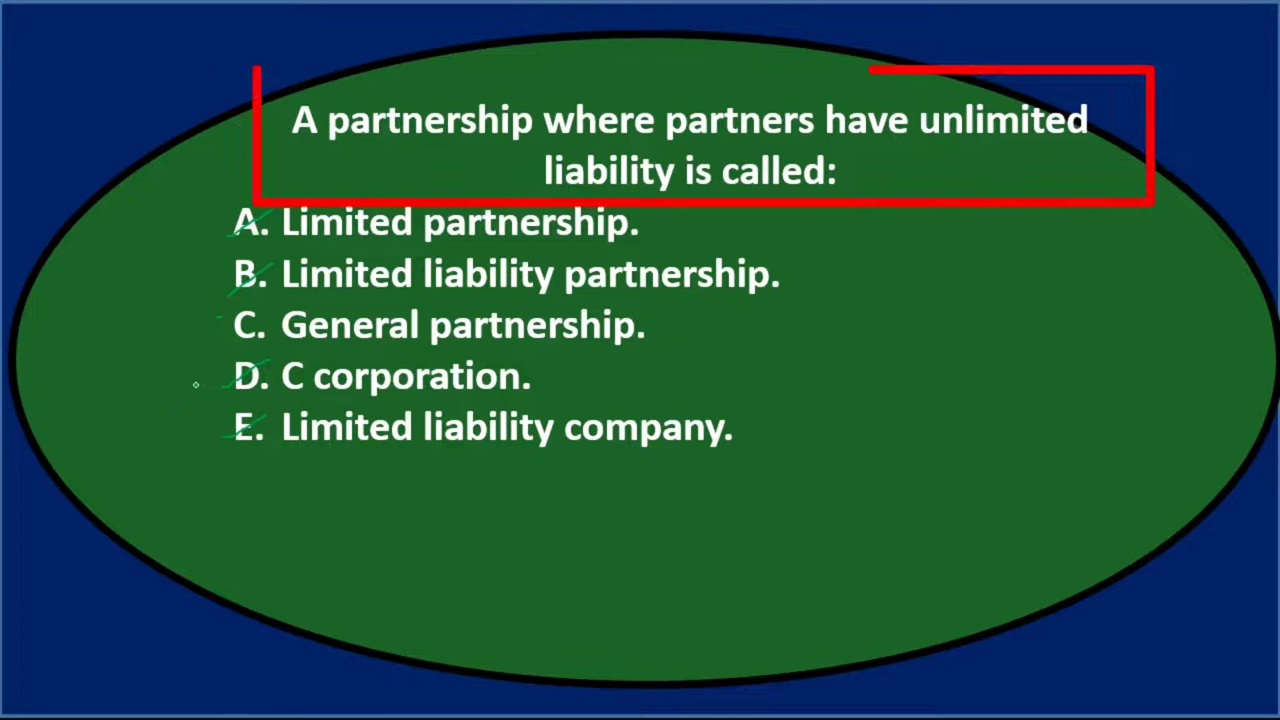 A partnership where partners have unlimited
liability is called:
A. Limited partnership.
B. Limited liability partnership.
C. General partnership.
D. C corporation.
E. Limited liability company.